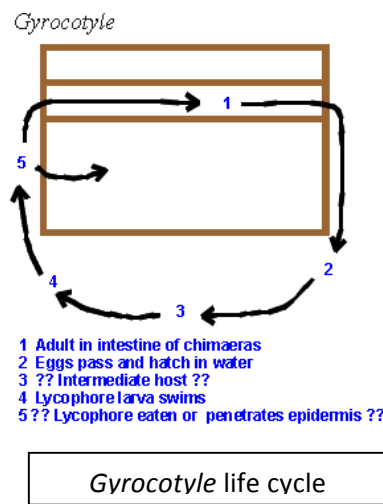 Gyrocotyle
1
5
2
4
3
1 Adult in intestine of chimaeras
2 Eggs pass and hatch in water
3 ?? Intermediate host ??
4 Lycophore larva swims
5 ?? Lycophore eaten or penetrates epidermis ??
Gyrocotyle life cycle